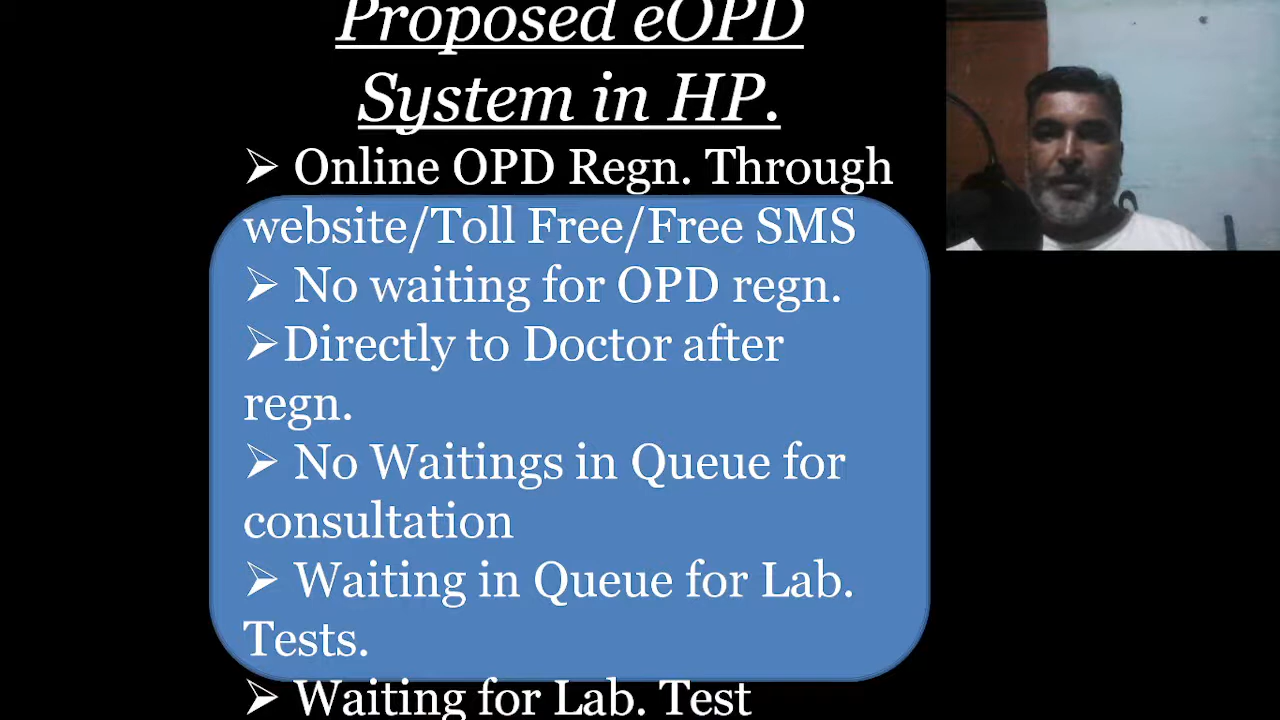 Proposed eOPD
System in HP.
➢ Online OPD Regn. Through
website/Toll Free/Free SMS
➢ No waiting for OPD regn.
➢Directly to Doctor after
regn.
➢ No Waitings in Queue for
consultation
➢ Waiting in Queue for Lab.
Tests.
➢ Waiting for Lab. Test